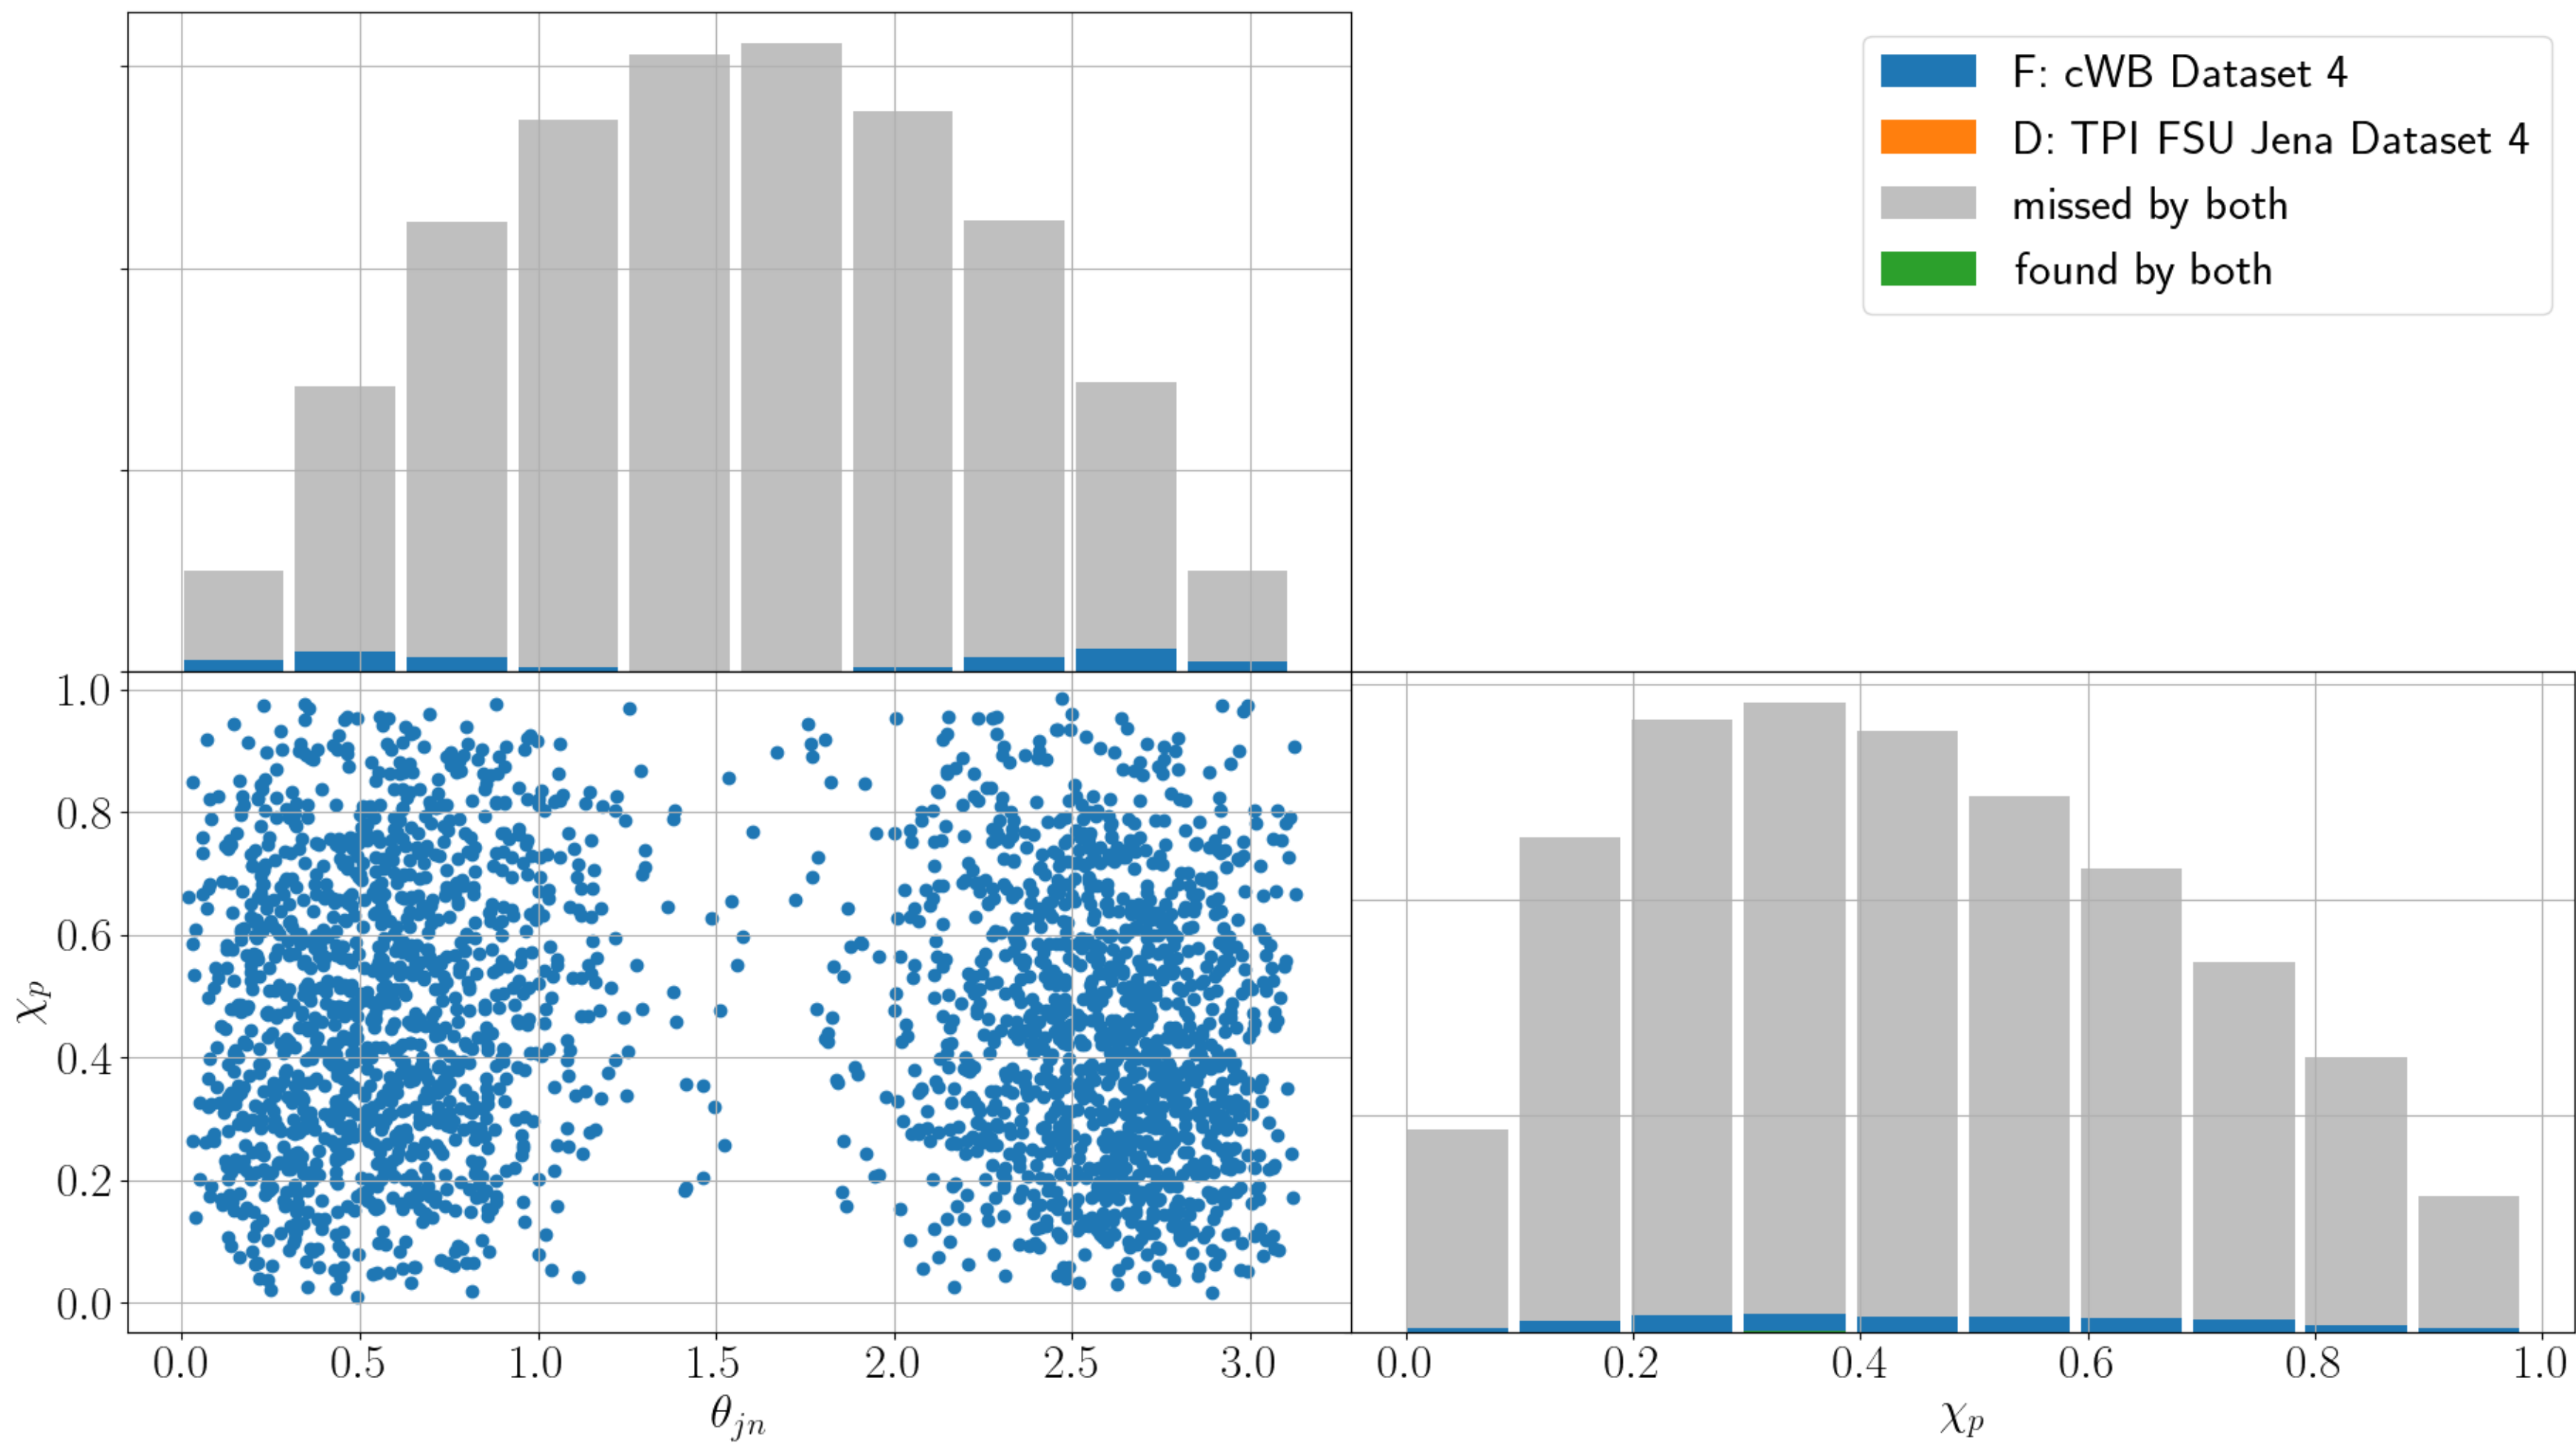 F: cWB Dataset 4
D: TPI FSU Jena Dataset 4
missed by both
found by both
1.0
0.8
0.6
0.4
0.2
0.0
χp
0.0 0.5 1.0 1.5 2.0 2.5 3.0
θjn
0.0 0.2 0.4 0.6 0.8 1.0
χp